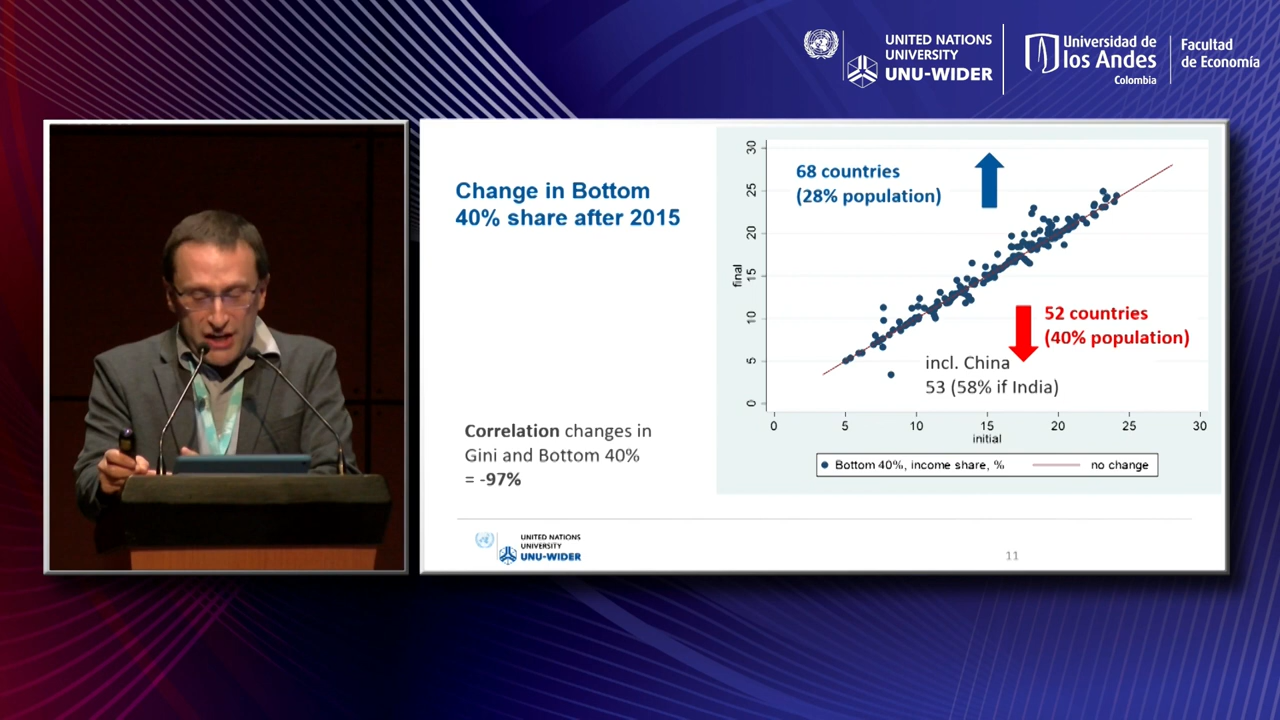 UNITED NATIONS
UNIVERSITY
UNU-WIDER
Universidad de
los Andes
Colombia
Facultad
de Economía
Change in Bottom
40% share after 2015
Correlation changes in
Gini and Bottom 40%
= -97%
68 countries
(28% population)
52 countries
(40% population)
incl. China
53 (58% if India)
final
30
25
20
15
10
5
0
0 5 10 15 20 25 30
initial
Bottom 40%, income share, % no change
UNITED NATIONS
UNIVERSITY
UNU-WIDER
11